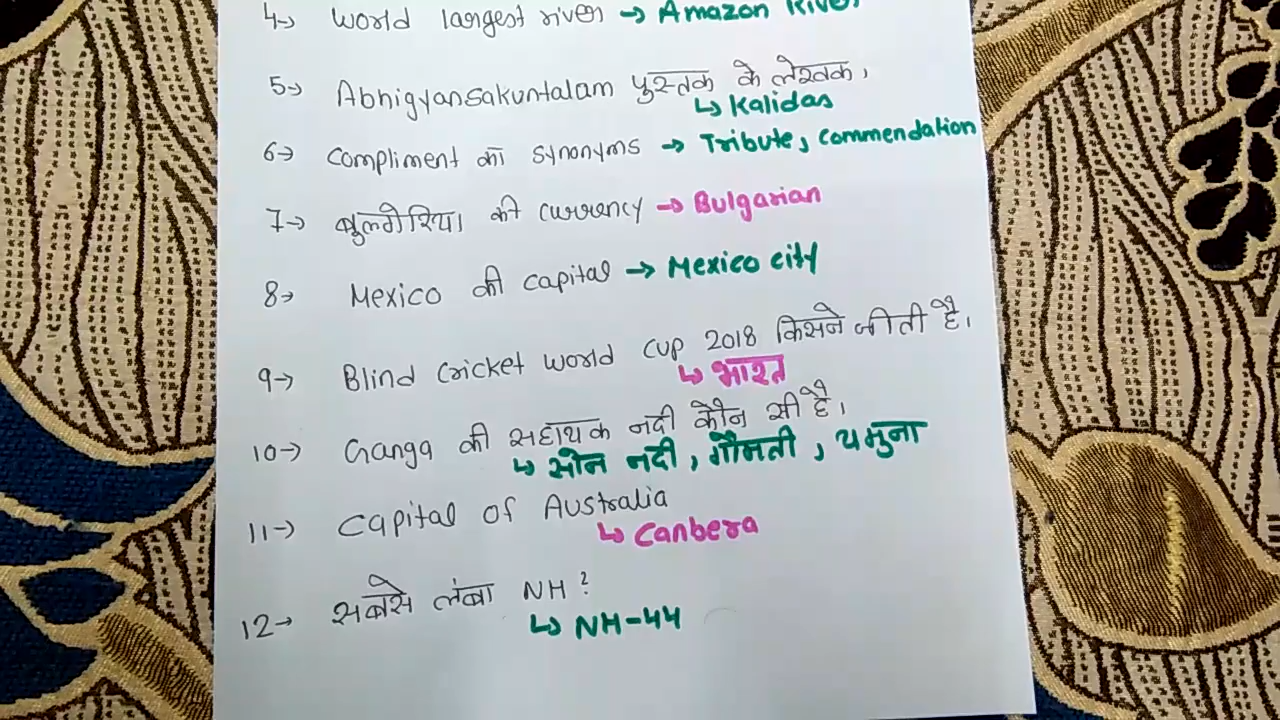 4→ World largest river → Amazon River
5→ Abhigyansakuntalam पुस्तक के लेखक,
↳ Kalidas
6→ Compliment का synonyms → Tribute, commendation
7→ बुल्गेरिया की currency → Bulgarian
8→ Mexico की capital → Mexico city
9→ Blind Cricket World Cup 2018 किसने जीती है।
↳ भारत
10→ Ganga की सहायक नदी कौन सी है।
↳ सोन नदी, गौमती, यमुना
11→ Capital of Australia
↳ Canbera
12→ सबसे लंबा NH?
↳ NH-44